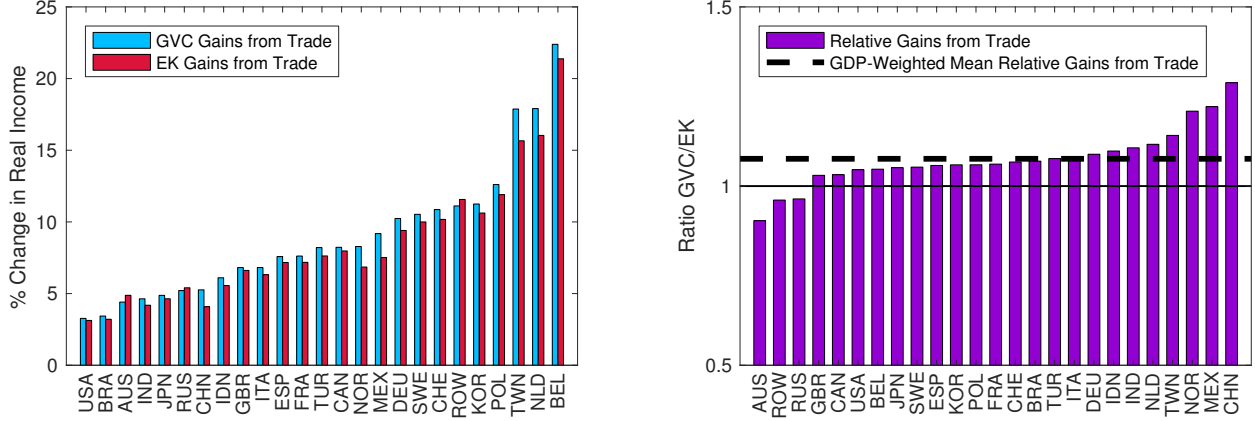 25
20
15
10
5
0
% Change in Real Income
GVC Gains from Trade
EK Gains from Trade
USA
BRA
AUS
IND
JPN
RUS
CHN
IDN
GBR
ITA
ESP
FRA
TUR
CAN
NOR
MEX
DEU
SWE
CHE
ROW
KOR
POL
TWN
NLD
BEL
1.5
1
0.5
Ratio GVC/EK
Relative Gains from Trade
GDP-Weighted Mean Relative Gains from Trade
AUS
ROW
RUS
GBR
CAN
USA
BEL
JPN
SWE
ESP
KOR
POL
FRA
CHE
BRA
TUR
ITA
DEU
IDN
IND
NLD
TWN
NOR
MEX
CHN